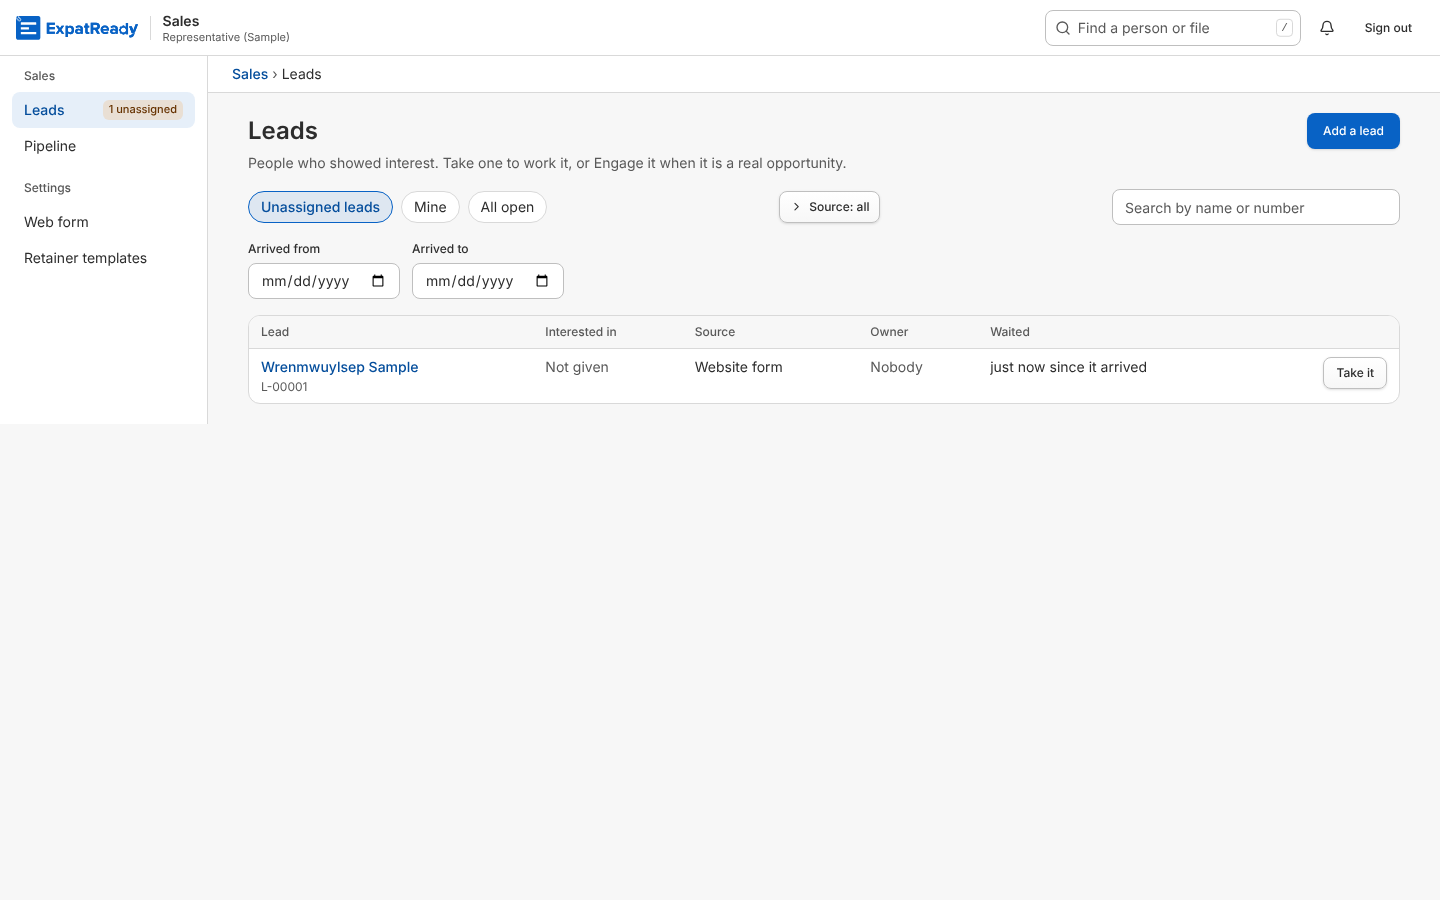 ExpatReady
Sales
Representative (Sample)
Find a person or file
/
Sign out
Sales
Leads
1 unassigned
Pipeline
Settings
Web form
Retainer templates
Sales › Leads
Leads
Add a lead
People who showed interest. Take one to work it, or Engage it when it is a real opportunity.
Unassigned leads
Mine
All open
Source: all
Search by name or number
Arrived from
Arrived to
mm/dd/yyyy
mm/dd/yyyy
Lead
Interested in
Source
Owner
Waited
Wrenmwuylsep Sample
L-00001
Not given
Website form
Nobody
just now since it arrived
Take it